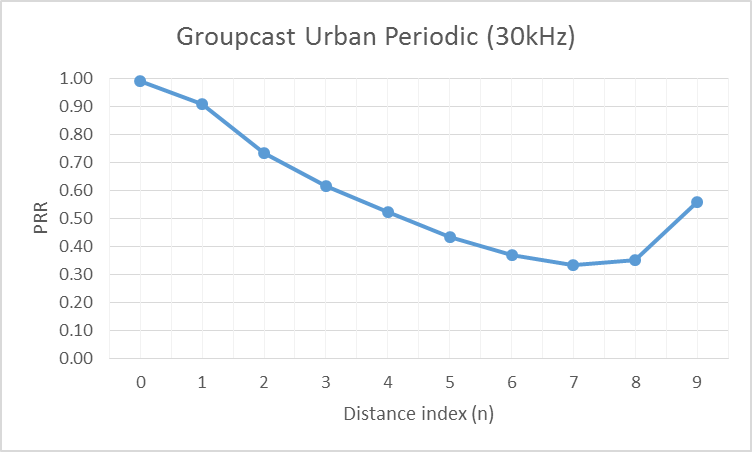 Groupcast Urban Periodic (30kHz)
1.00
0.90
0.80
0.70
0.60
0.50
0.40
0.30
0.20
0.10
0.00
PRR
0 1 2 3 4 5 6 7 8 9
Distance index (n)